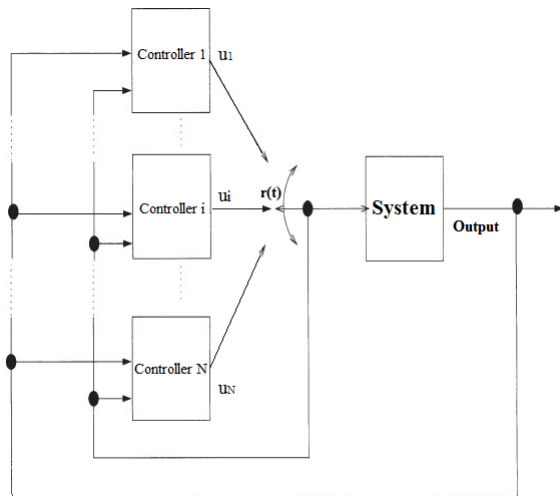 Controller 1
u1
Controller i
ui
r(t)
System
Output
Controller N
uN